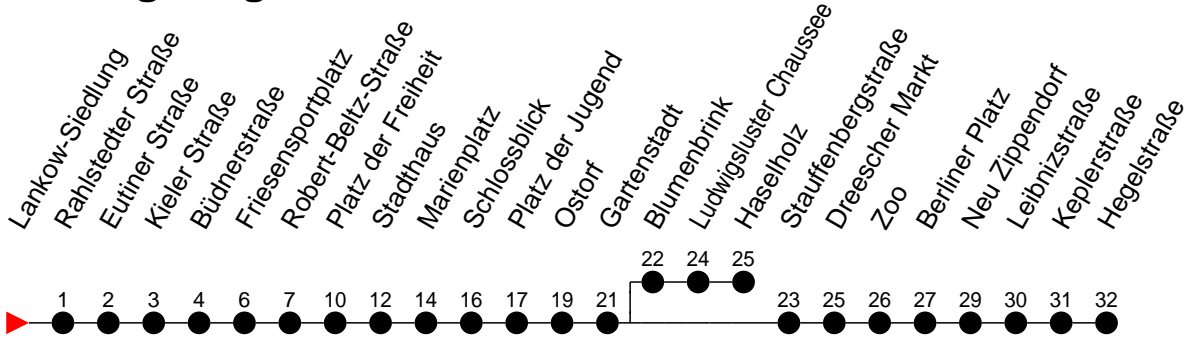 Lankow-Siedlung
Rahlstedter Straße
Eutiner Straße
Kieler Straße
Büdnerstraße
Friesensportplatz
Robert-Beltz-Straße
Platz der Freiheit
Stadthaus
Marienplatz
Schlossblick
Platz der Jugend
Ostorf
Gartenstadt
Blumenbrink
Ludwigsluster Chaussee
Haselholz
Stauffenbergstraße
Dreescher Markt
Zoo
Berliner Platz
Neu Zippendorf
Leibnizstraße
Keplerstraße
Hegelstraße
22 24 25
1 2 3 4 6 7 10 12 14 16 17 19 21 23 25 26 27 29 30 31 32